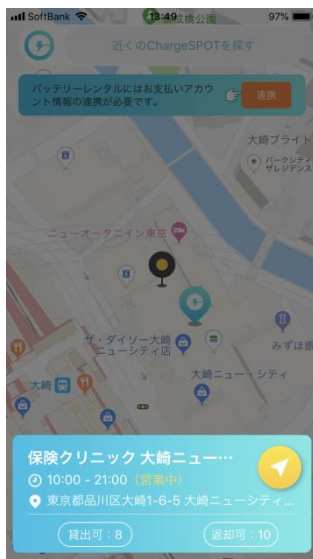 SoftBank 13:49 97%
近くのChargeSPOTを探す
バッテリーレンタルにはお支払いアカウ
ント情報の連携が必要です。
連携
大崎ブライト
パークシティ
ザレジデンス
ニューオータニイン東京
ザ・ダイソー大崎
ニューシティ店
みずほ銀
大崎ニュー・シティ
大崎
保険クリニック 大崎ニュー…
10:00 - 21:00 (営業中)
東京都品川区大崎1-6-5 大崎ニューシティ...
貸出可：8
返却可：10